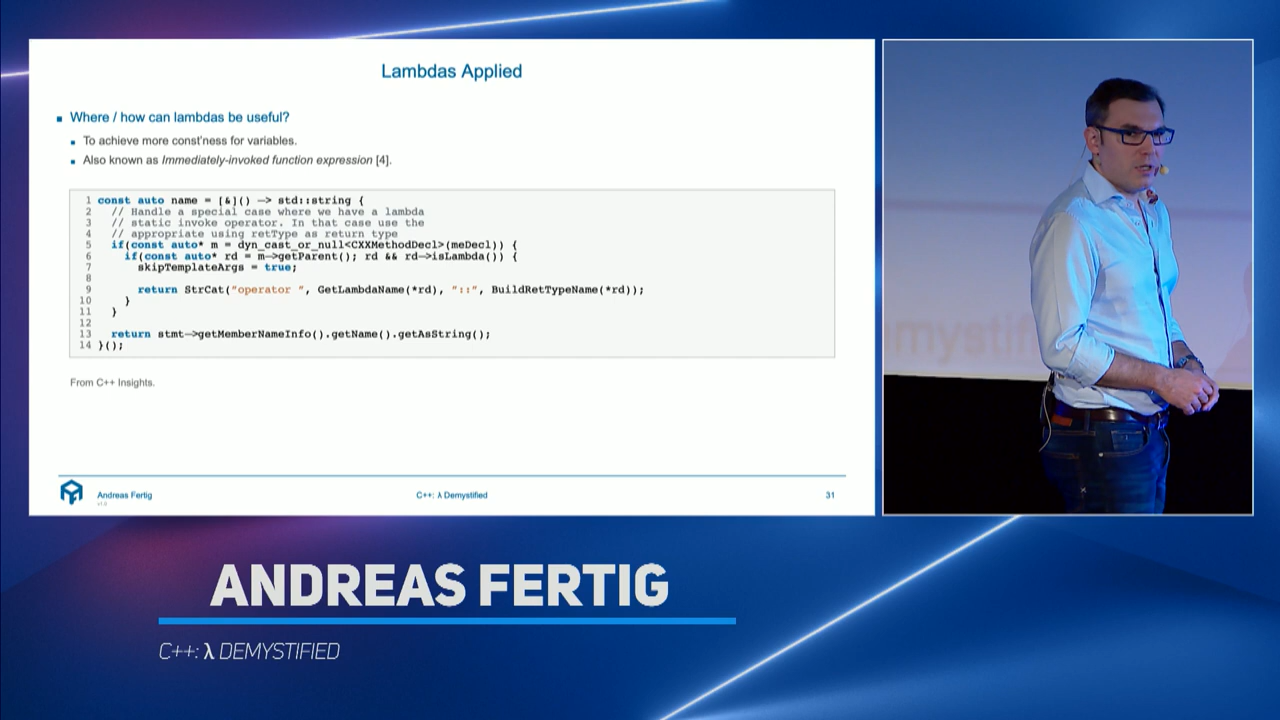 Lambdas Applied
Where / how can lambdas be useful?
To achieve more const'ness for variables.
Also known as Immediately-invoked function expression [4].
1 const auto name = [&]() -> std::string {
2 // Handle a special case where we have a lambda
3 // static invoke operator. In that case use the
4 // appropriate using retType as return type
5 if(const auto* m = dyn_cast_or_null<CXXMethodDecl>(meDecl)) {
6 if(const auto* rd = m->getParent(); rd && rd->isLambda()) {
7 skipTemplateArgs = true;
8
9 return StrCat("operator ", GetLambdaName(*rd), "::", BuildRetTypeName(*rd));
10 }
11 }
12
13 return stmt->getMemberNameInfo().getName().getAsString();
14 }();
From C++ Insights.
Andreas Fertig
v1.0
C++: λ Demystified
31
ANDREAS FERTIG
C++: λ DEMYSTIFIED